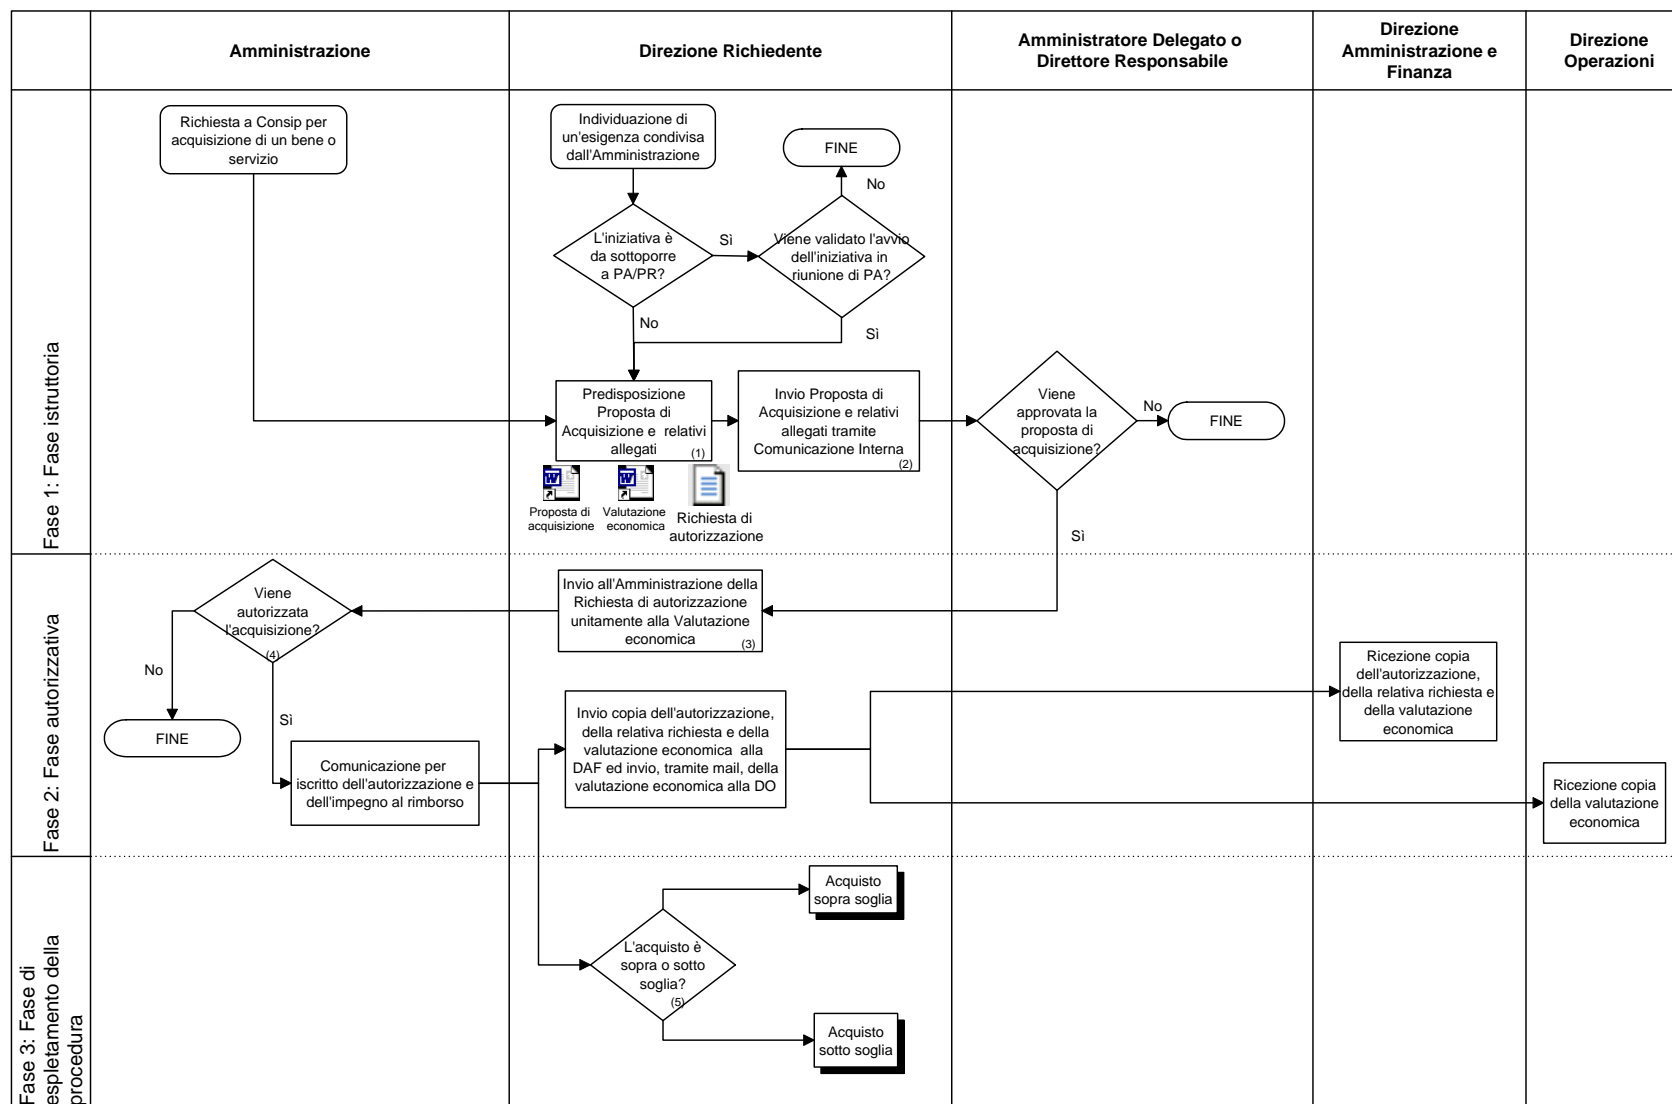 Amministrazione
Direzione Richiedente
Amministratore Delegato o
Direttore Responsabile
Direzione
Amministrazione e
Finanza
Direzione
Operazioni
Fase 1: Fase istruttoria
Richiesta a Consip per
acquisizione di un bene o
servizio
Individuazione di
un'esigenza condivisa
dall'Amministrazione
FINE
No
L'iniziativa è
da sottoporre
a PA/PR?
Sì
Viene validato l'avvio
dell'iniziativa in
riunione di PA?
No
Sì
Predisposizione
Proposta di
Acquisizione e relativi
allegati
(1)
Invio Proposta di
Acquisizione e relativi
allegati tramite
Comunicazione Interna
(2)
Viene
approvata la
proposta di
acquisizione?
No
FINE
Proposta di
acquisizione
Valutazione
economica
Richiesta di
autorizzazione
Sì
Fase 2: Fase autorizzativa
Viene
autorizzata
l'acquisizione?
(4)
Invio all'Amministrazione della
Richiesta di autorizzazione
unitamente alla Valutazione
economica
(3)
No
FINE
Sì
Comunicazione per
iscritto dell'autorizzazione e
dell'impegno al rimborso
Invio copia dell'autorizzazione,
della relativa richiesta e della
valutazione economica alla
DAF ed invio, tramite mail, della
valutazione economica alla DO
Ricezione copia
dell'autorizzazione,
della relativa richiesta e
della valutazione
economica
Ricezione copia
della valutazione
economica
Fase 3: Fase di
espletamento della
procedura
Acquisto
sopra soglia
L'acquisto è
sopra o sotto
soglia?
(5)
Acquisto
sotto soglia